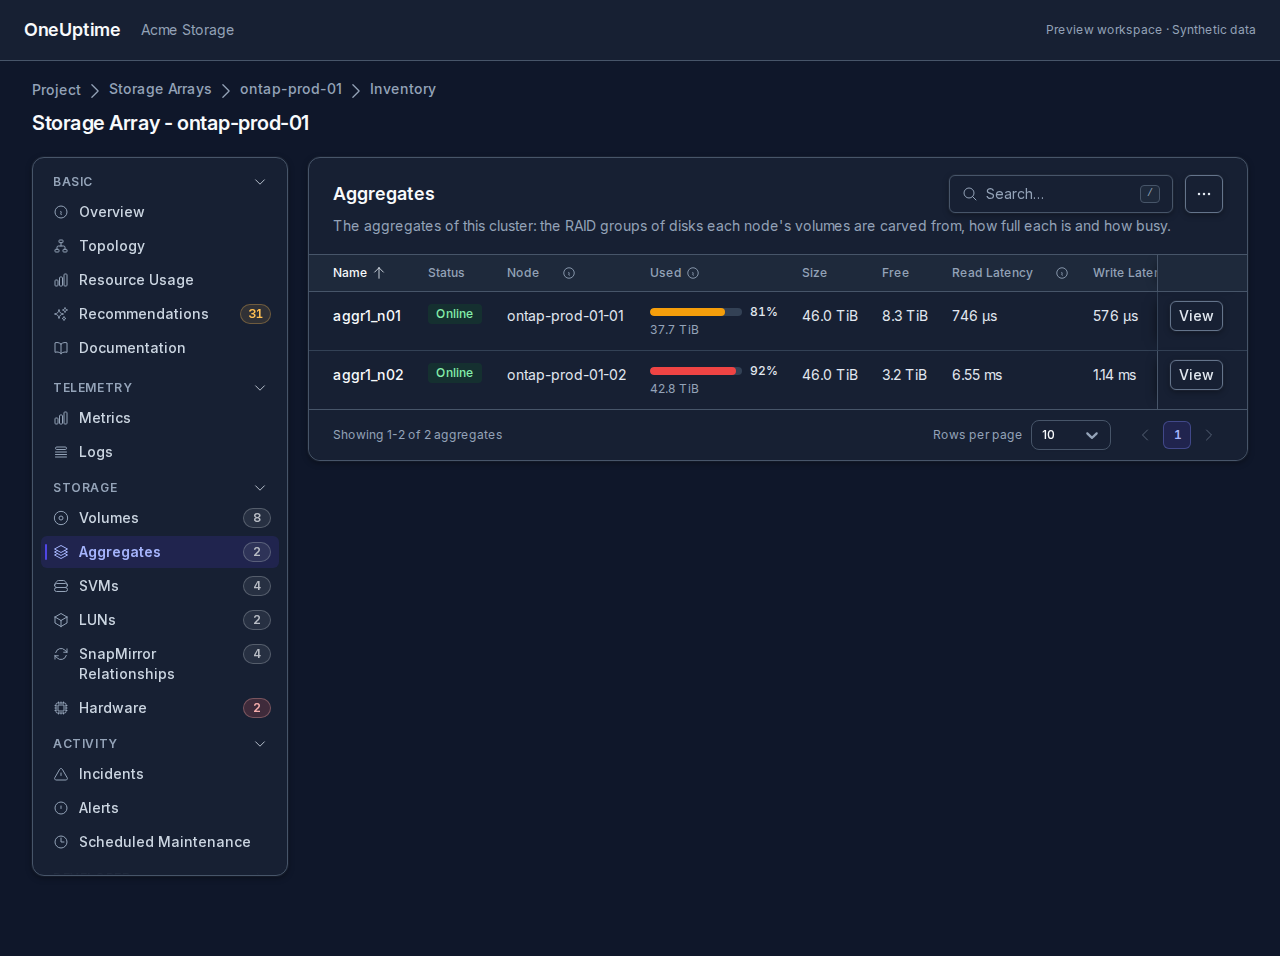 OneUptime Acme Storage Preview workspace · Synthetic data
Project Storage Arrays ontap-prod-01 Inventory
Storage Array - ontap-prod-01
BASIC
Overview
Topology
Resource Usage
Recommendations 31
Documentation
TELEMETRY
Metrics
Logs
STORAGE
Volumes 8
Aggregates 2
SVMs 4
LUNs 2
SnapMirror 4
Relationships
Hardware 2
ACTIVITY
Incidents
Alerts
Scheduled Maintenance
Aggregates
Search… /
The aggregates of this cluster: the RAID groups of disks each node's volumes are carved from, how full each is and how busy.
Name Status Node Used Size Free Read Latency Write Later
aggr1_n01 Online ontap-prod-01-01 81% 46.0 TiB 8.3 TiB 746 µs 576 µs View
37.7 TiB
aggr1_n02 Online ontap-prod-01-02 92% 46.0 TiB 3.2 TiB 6.55 ms 1.14 ms View
42.8 TiB
Showing 1-2 of 2 aggregates Rows per page 10 1